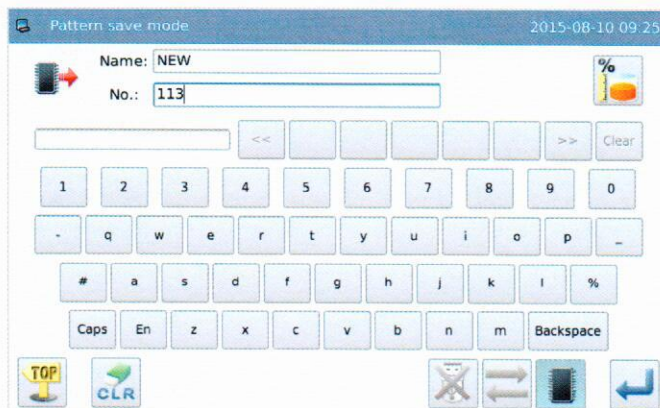 Pattern save mode 2015-08-10 09:25
Name: NEW
%
No.: 113
<< >> Clear
1 2 3 4 5 6 7 8 9 0
- q w e r t y u i o p _
# a s d f g h j k l %
Caps En z x c v b n m Backspace
TOP CLR